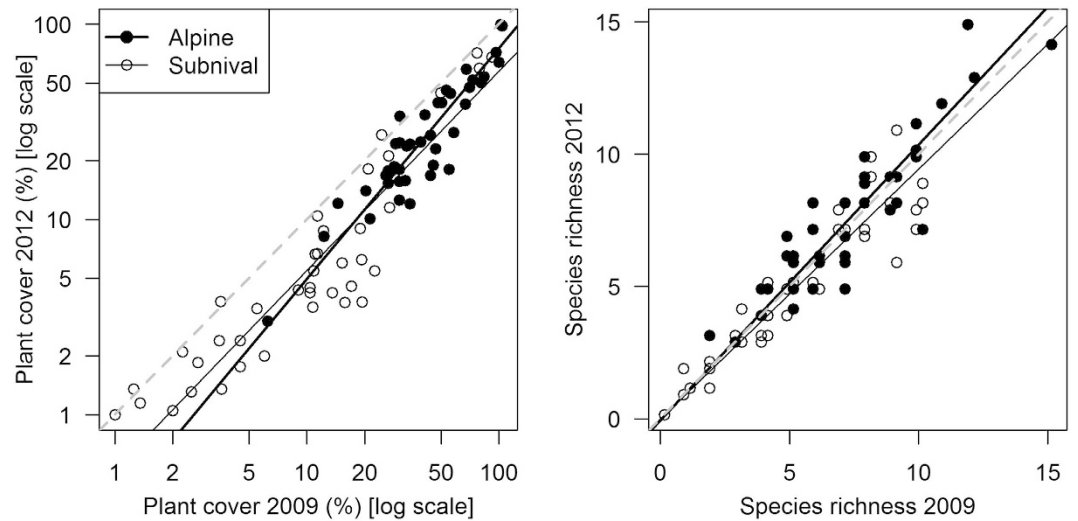 Alpine
Subnival
100
50
20
10
5
2
1
Plant cover 2012 (%) [log scale]
1 2 5 10 20 50 100
Plant cover 2009 (%) [log scale]
15
10
5
0
Species richness 2012
0 5 10 15
Species richness 2009